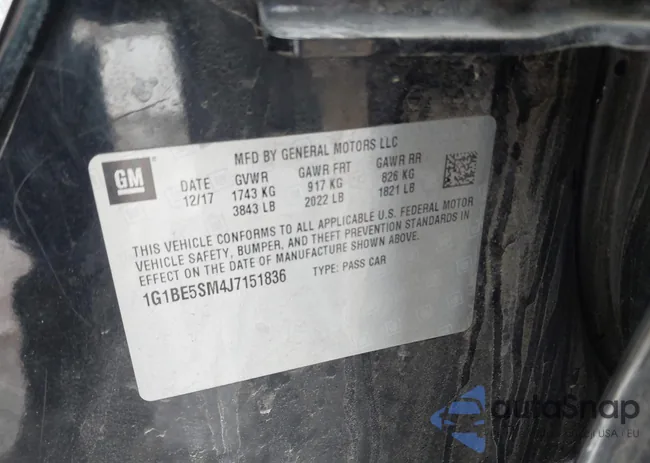 GM
MFD BY GENERAL MOTORS LLC
DATE GVWR GAWR FRT GAWR RR
12/17 1743 KG 917 KG 826 KG
3843 LB 2022 LB 1821 LB
THIS VEHICLE CONFORMS TO ALL APPLICABLE U.S. FEDERAL MOTOR
VEHICLE SAFETY, BUMPER, AND THEFT PREVENTION STANDARDS IN
EFFECT ON THE DATE OF MANUFACTURE SHOWN ABOVE.
1G1BE5SM4J7151836 TYPE: PASS CAR
autoSnap
USA / EU